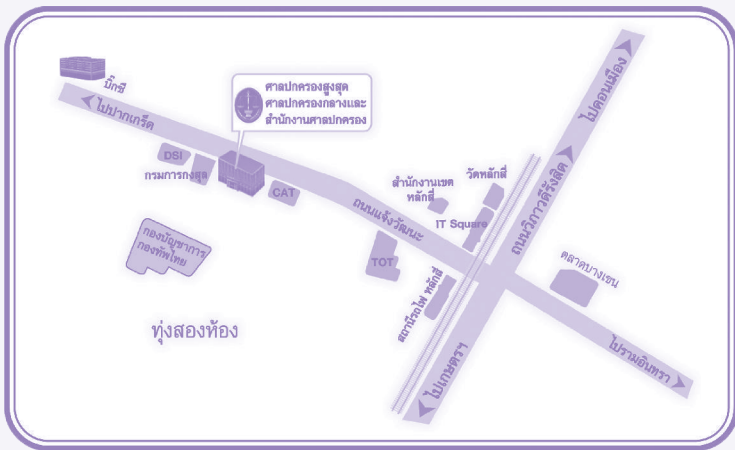 บิ๊กซี
ไปปากเกร็ด
ศาลปกครองสูงสุด
ศาลปกครองกลางและ
สำนักงานศาลปกครอง
DSI
กรมการกงสุล
CAT
กองบัญชาการ
กองทัพไทย
ทุ่งสองห้อง
ถนนแจ้งวัฒนะ
TOT
สำนักงานเขต
หลักสี่
วัดหลักสี่
IT Square
สถานีรถไฟ หลักสี่
ไปดอนเมือง
ถนนวิภาวดีรังสิต
ตลาดบางเขน
ไปรามอินทรา
ไปเกษตรฯ